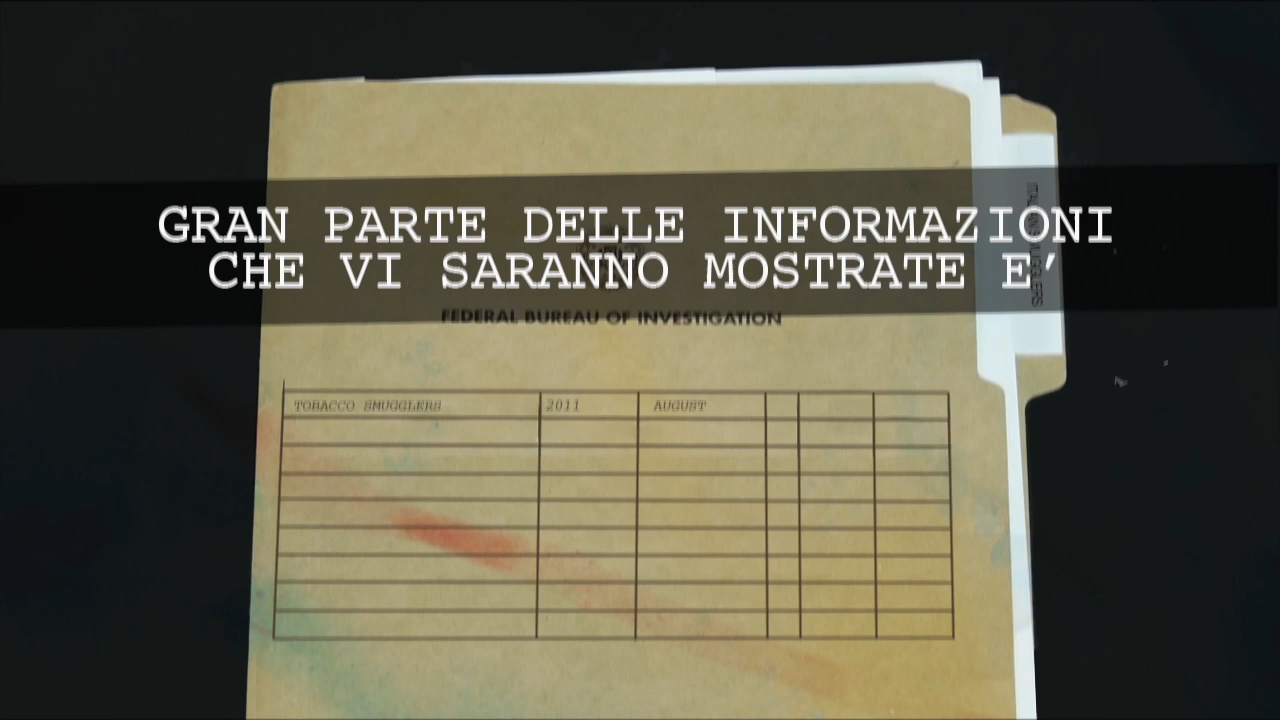 GRAN PARTE DELLE INFORMAZIONI
CHE VI SARANNO MOSTRATE E'
FEDERAL BUREAU OF INVESTIGATION
TOBACCO SMUGGLERS 2011 AUGUST